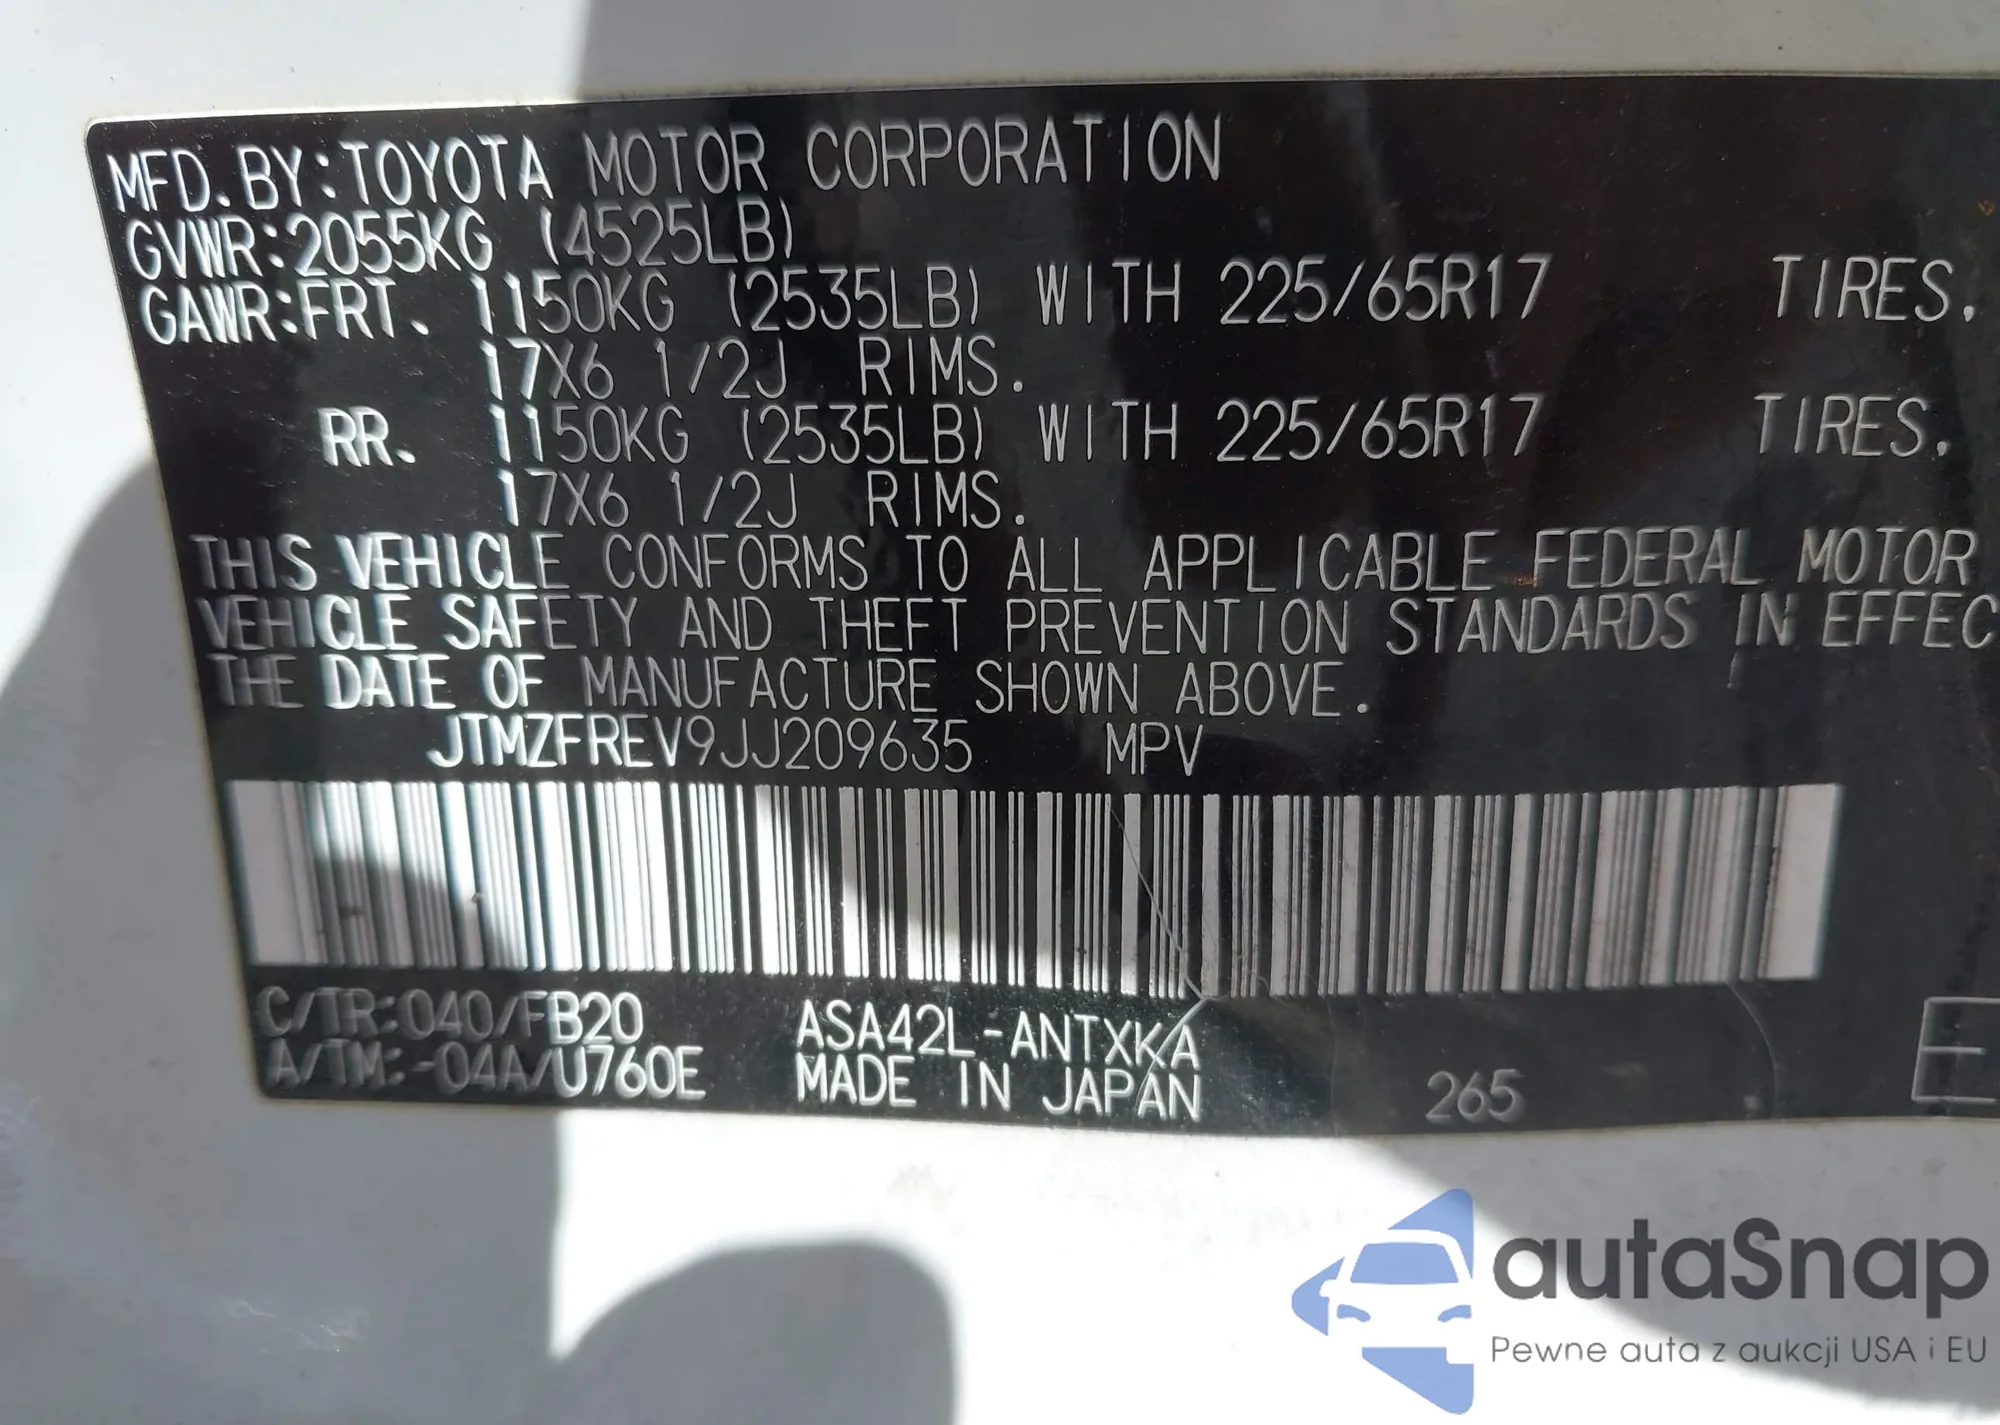 MFD. BY: TOYOTA MOTOR CORPORATION
GVWR: 2055KG (4525LB)
GAWR: FRT. 1150KG (2535LB) WITH 225/65R17 TIRES,
17X6 1/2J RIMS.
RR. 1150KG (2535LB) WITH 225/65R17 TIRES,
17X6 1/2J RIMS.
THIS VEHICLE CONFORMS TO ALL APPLICABLE FEDERAL MOTOR
VEHICLE SAFETY AND THEFT PREVENTION STANDARDS IN EFFEC
THE DATE OF MANUFACTURE SHOWN ABOVE.
JTMZFREV9JJ209635 MPV
C/TR:040/FB20 ASA42L-ANTXKA
A/TM:-04A/U760E MADE IN JAPAN 265
autaSnap
Pewne auta z aukcji USA i EU